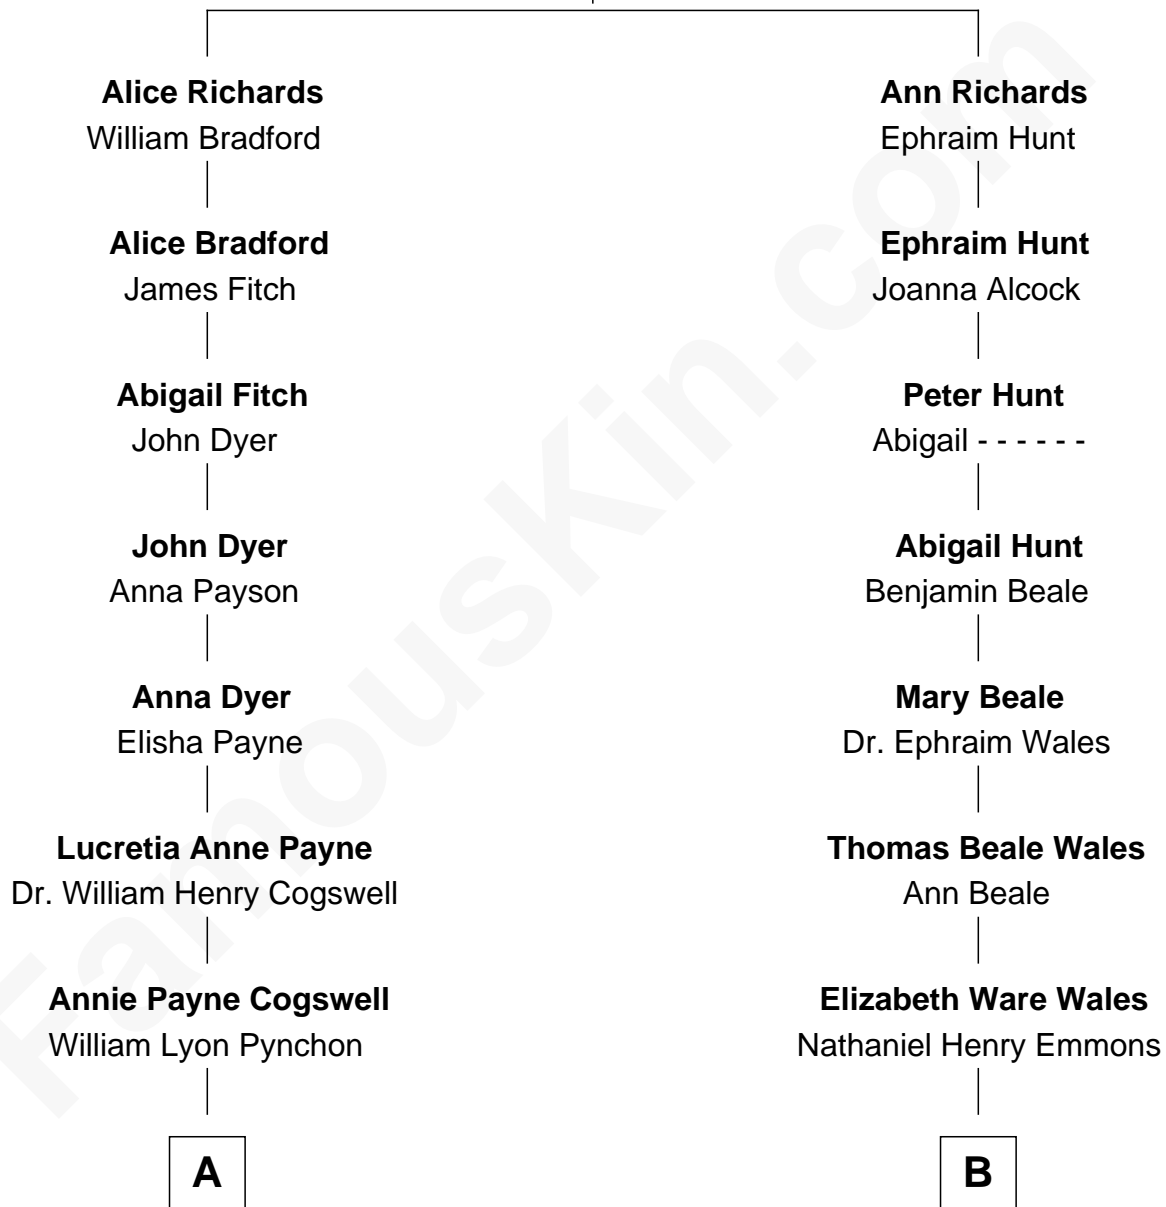 Alice Richards
William Bradford
Alice Bradford
James Fitch
Abigail Fitch
John Dyer
John Dyer
Anna Payson
Anna Dyer
Elisha Payne
Lucretia Anne Payne
Dr. William Henry Cogswell
Annie Payne Cogswell
William Lyon Pynchon
A
Ann Richards
Ephraim Hunt
Ephraim Hunt
Joanna Alcock
Peter Hunt
Abigail - - - - - -
Abigail Hunt
Benjamin Beale
Mary Beale
Dr. Ephraim Wales
Thomas Beale Wales
Ann Beale
Elizabeth Ware Wales
Nathaniel Henry Emmons
B
FamousKin.com